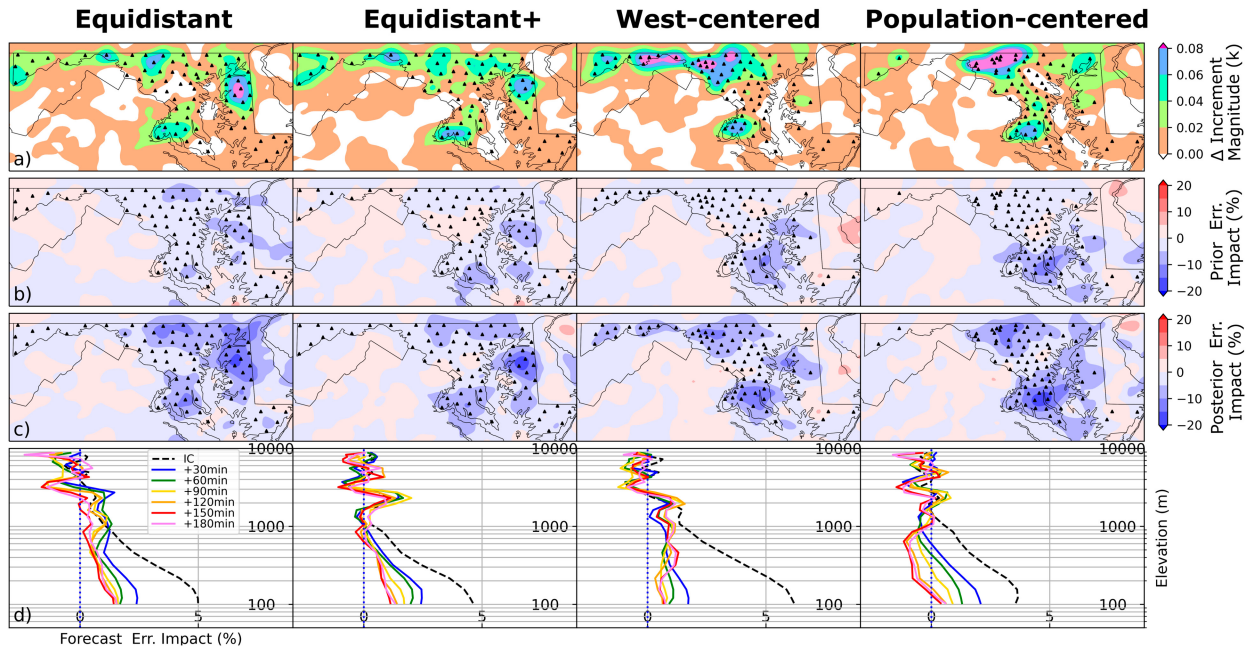 Equidistant
Equidistant+
West-centered
Population-centered
a)
0.08
0.06
0.04
0.02
0.00
Δ Increment
Magnitude (k)
b)
20
10
0
−10
−20
Prior Err.
Impact (%)
c)
20
10
0
−10
−20
Posterior Err.
Impact (%)
IC
+30min
+60min
+90min
+120min
+150min
+180min
10000
1000
100
10000
1000
100
10000
1000
100
10000
1000
100
Elevation (m)
d)
0
5
0
5
0
5
0
5
Forecast Err. Impact (%)